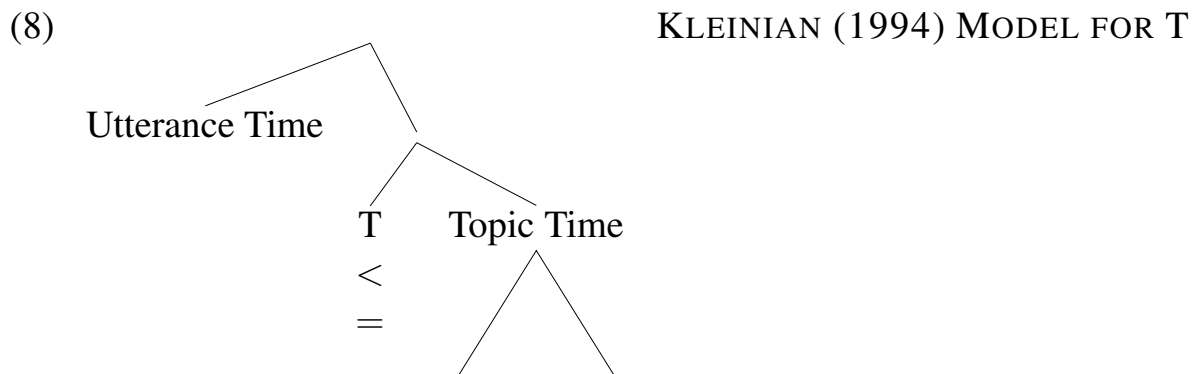 (8) KLEINIAN (1994) MODEL FOR T
Utterance Time
T Topic Time
<
=